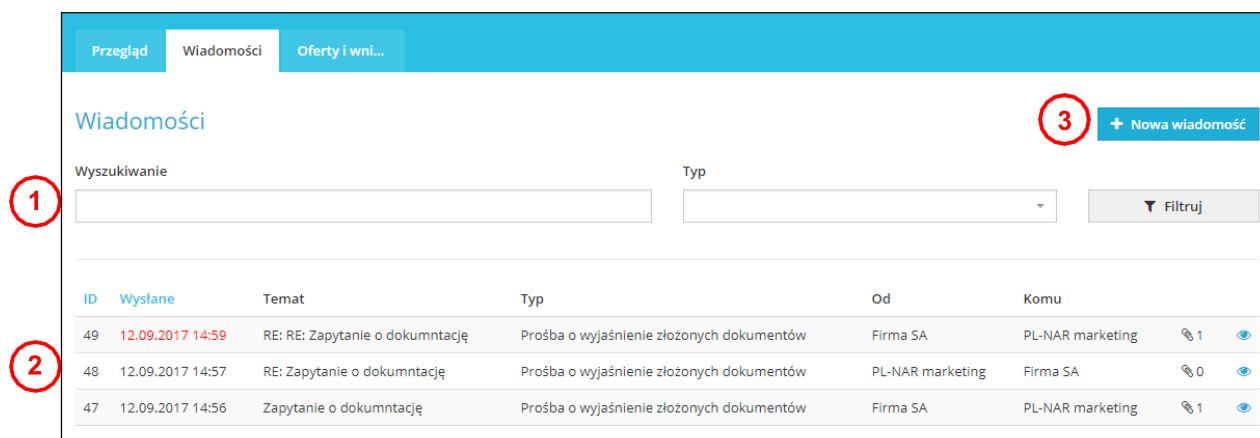 Przegląd Wiadomości Oferty i wni...
Wiadomości
3 + Nowa wiadomość
Wyszukiwanie Typ
1 Filtruj
ID Wysłane Temat Typ Od Komu
49 12.09.2017 14:59 RE: RE: Zapytanie o dokumntację Prośba o wyjaśnienie złożonych dokumentów Firma SA PL-NAR marketing 1
2 48 12.09.2017 14:57 RE: Zapytanie o dokumntację Prośba o wyjaśnienie złożonych dokumentów PL-NAR marketing Firma SA 0
47 12.09.2017 14:56 Zapytanie o dokumntację Prośba o wyjaśnienie złożonych dokumentów Firma SA PL-NAR marketing 1